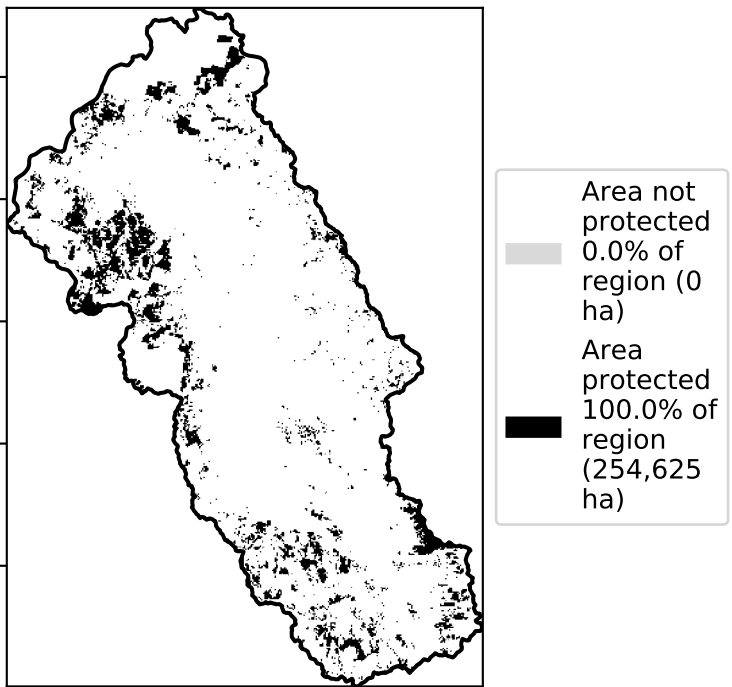 Area not
protected
0.0% of
region (0
ha)
Area
protected
100.0% of
region
(254,625
ha)